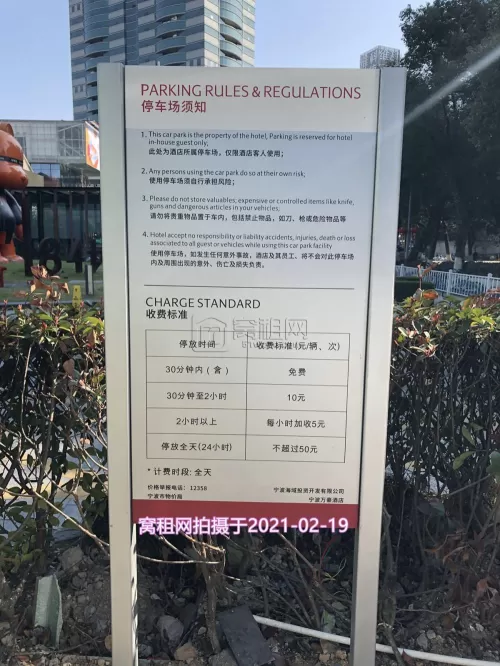 PARKING RULES & REGULATIONS
停车场须知
1. This car park is the property of the hotel, Parking is reserved for hotel
in-house guest only;
此处为酒店所属停车场，仅限酒店客人使用；
2. Any persons using the car park do so at their own risk;
使用停车场须自行承担风险；
3. Please do not store valuables, expensive or controlled items like knife,
guns and dangerous articles in your vehicles;
请勿将贵重物品置于车内，包括禁止物品，如刀、枪或危险物品等
4. Hotel accept no responsibility or liability accidents, injuries, death or loss
associated to all guest or vehicles while using this car park facility
使用停车场，如发生任何意外事故，酒店及其员工、将不会对此停车场
内及周围出现的意外、伤亡及损失负责。
CHARGE STANDARD
收费标准
窝租网
停放时间 收费标准(元/辆、次)
30分钟内（含） 免费
30分钟至2小时 10元
2小时以上 每小时加收5元
停放全天(24小时) 不超过50元
* 计费时段: 全天
价格举报电话: 12358 宁波海城投资开发有限公司
宁波市物价局 宁波万豪酒店
窝租网拍摄于2021-02-19